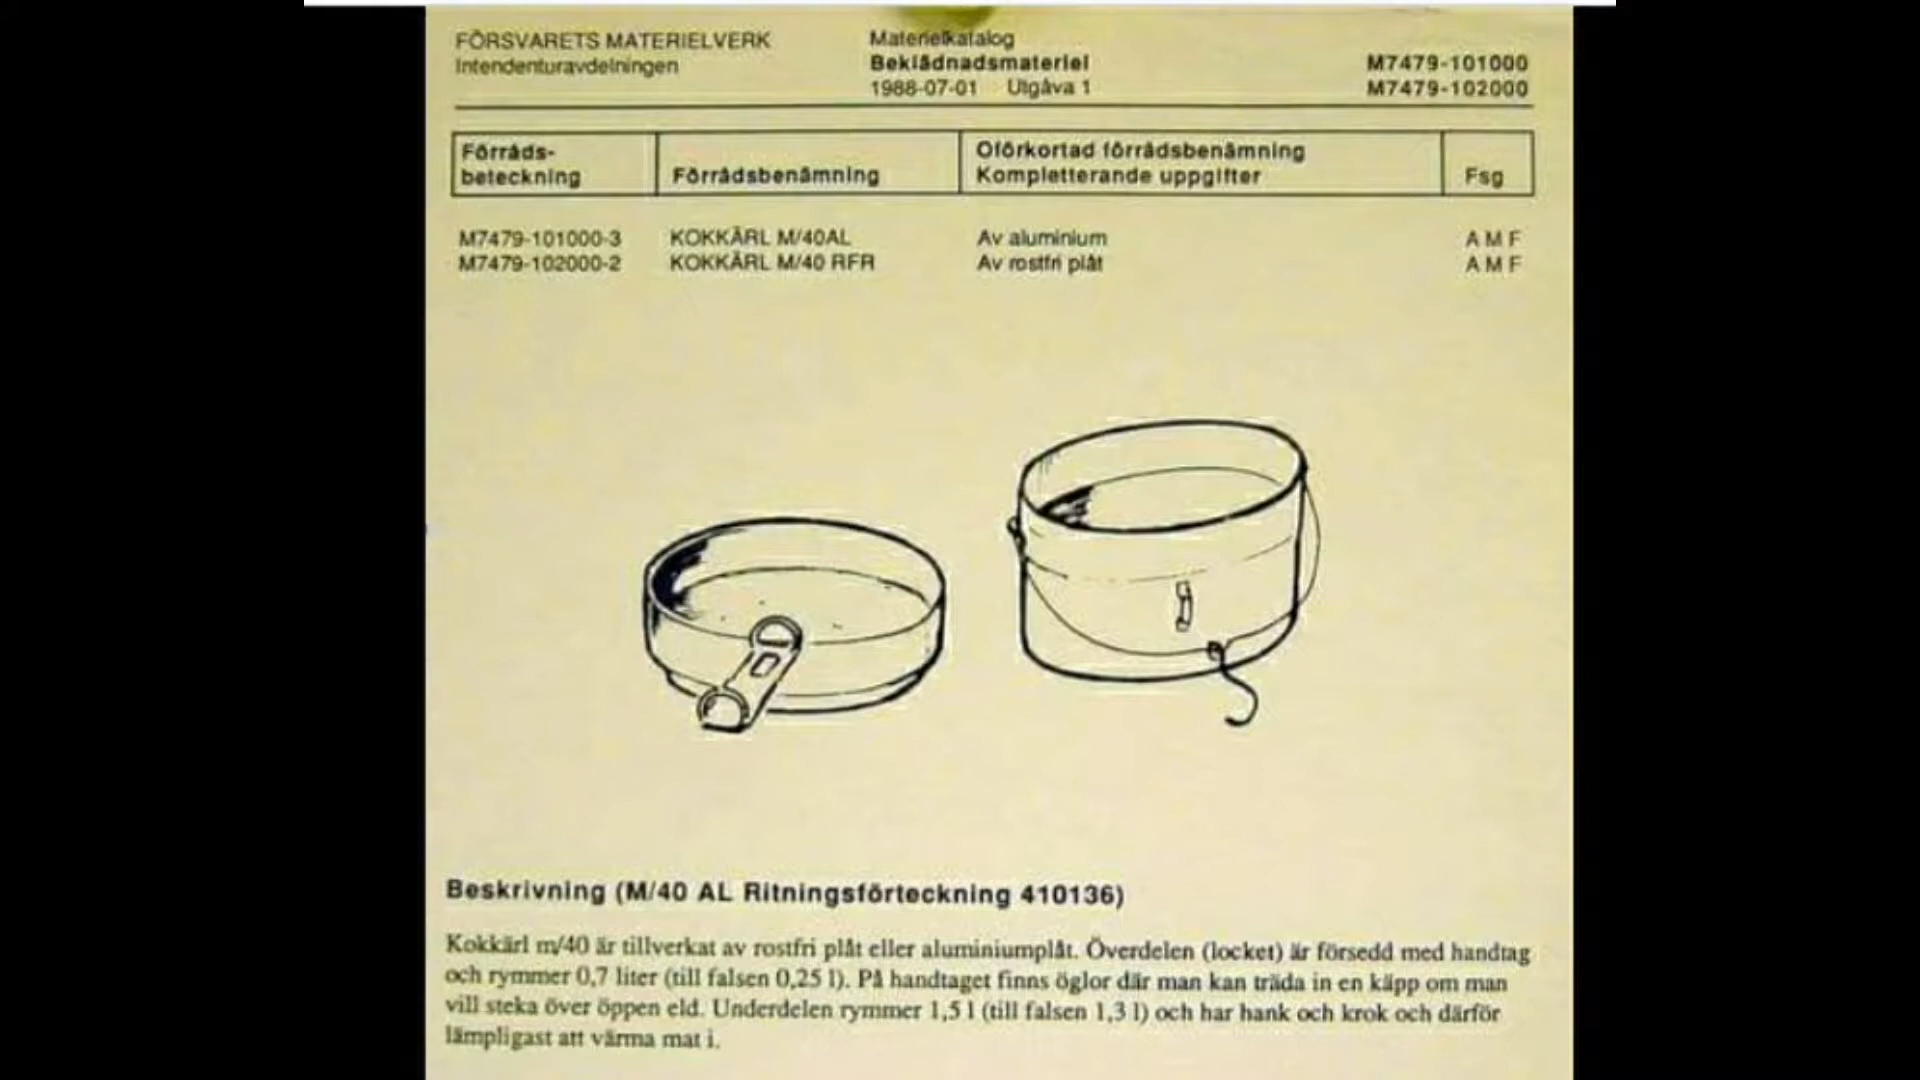 FÖRSVARETS MATERIELVERK
Intendenturavdelningen
Materielkatalog
Beklädnadsmateriel
1988-07-01 Utgåva 1
M7479-101000
M7479-102000
Förråds-
beteckning
Förrådsbenämning
Oförkortad förrådsbenämning
Kompletterande uppgifter
Fsg
M7479-101000-3 KOKKÄRL M/40AL Av aluminium A M F
M7479-102000-2 KOKKÄRL M/40 RFR Av rostfri plåt A M F
Beskrivning (M/40 AL Ritningsförteckning 410136)
Kokkärl m/40 är tillverkat av rostfri plåt eller aluminiumplåt. Överdelen (locket) är försedd med handtag
och rymmer 0,7 liter (till falsen 0,25 l). På handtaget finns öglor där man kan träda in en käpp om man
vill steka över öppen eld. Underdelen rymmer 1,5 l (till falsen 1,3 l) och har hank och krok och därför
lämpligast att värma mat i.